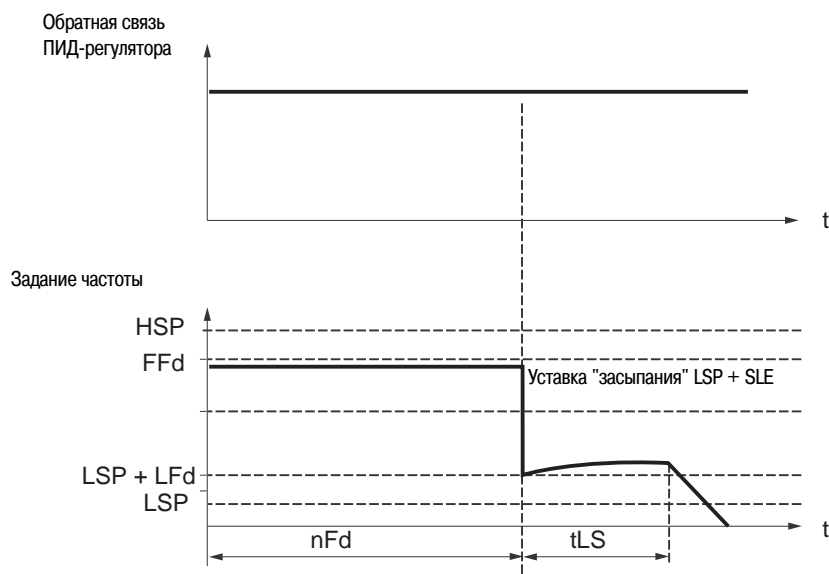 Обратная связь
ПИД-регулятора
t
Задание частоты
HSP
FFd
Уставка "засыпания" LSP + SLE
LSP + LFd
LSP
t
nFd
tLS